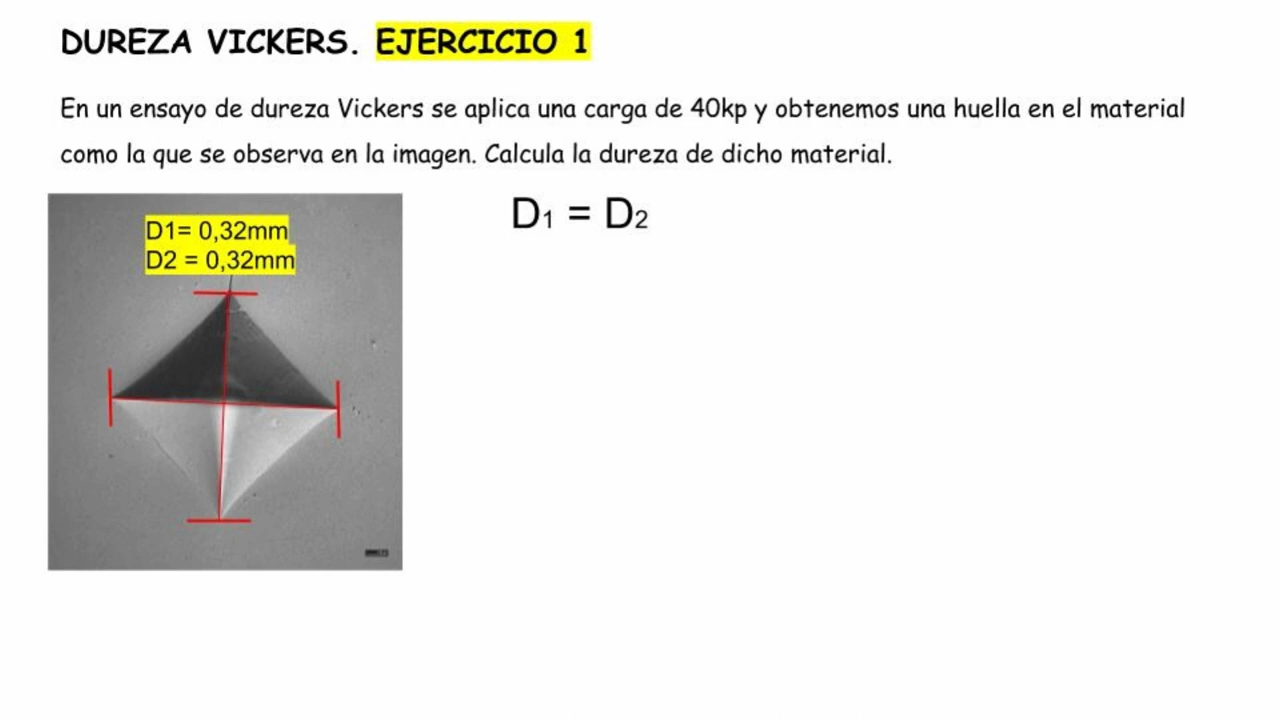 DUREZA VICKERS. EJERCICIO 1
En un ensayo de dureza Vickers se aplica una carga de 40kp y obtenemos una huella en el material
como la que se observa en la imagen. Calcula la dureza de dicho material.
D1= 0,32mm
D2 = 0,32mm
D₁ = D₂